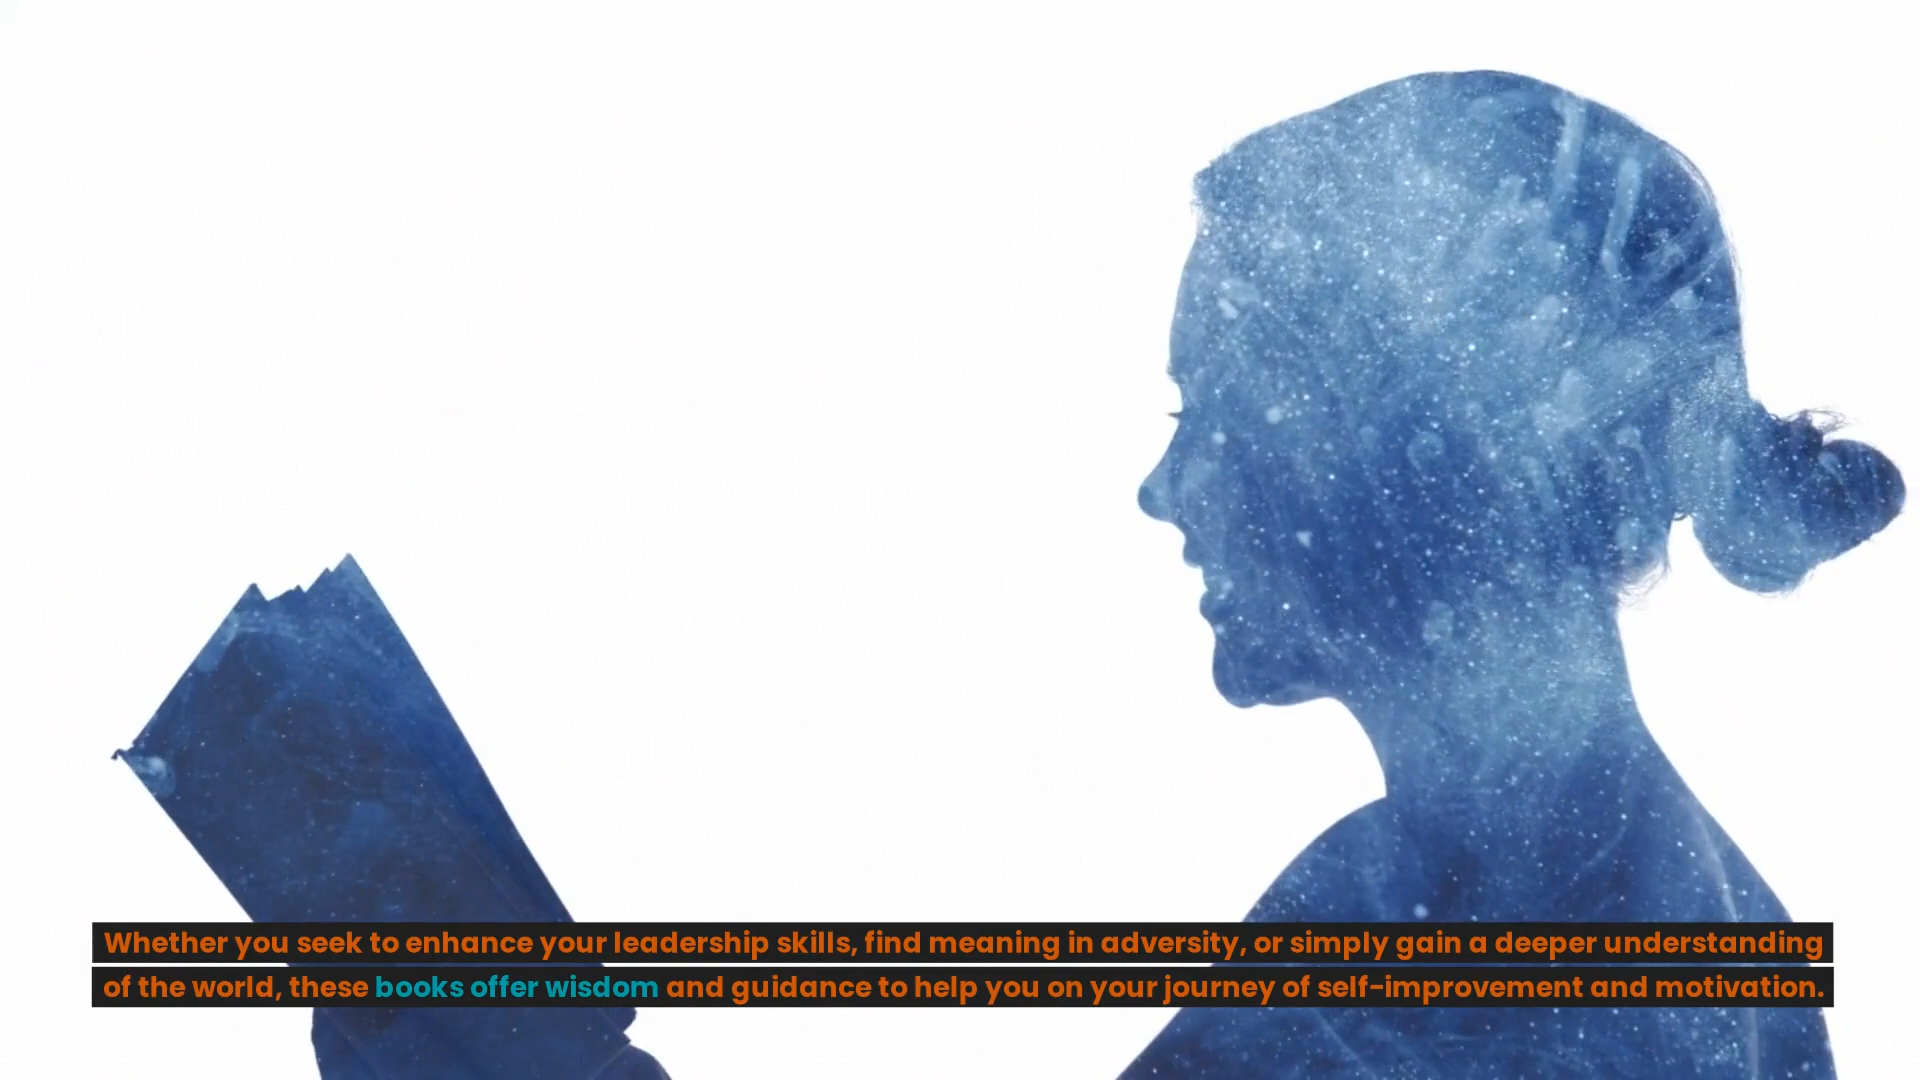 Whether you seek to enhance your leadership skills, find meaning in adversity, or simply gain a deeper understanding
of the world, these books offer wisdom and guidance to help you on your journey of self-improvement and motivation.